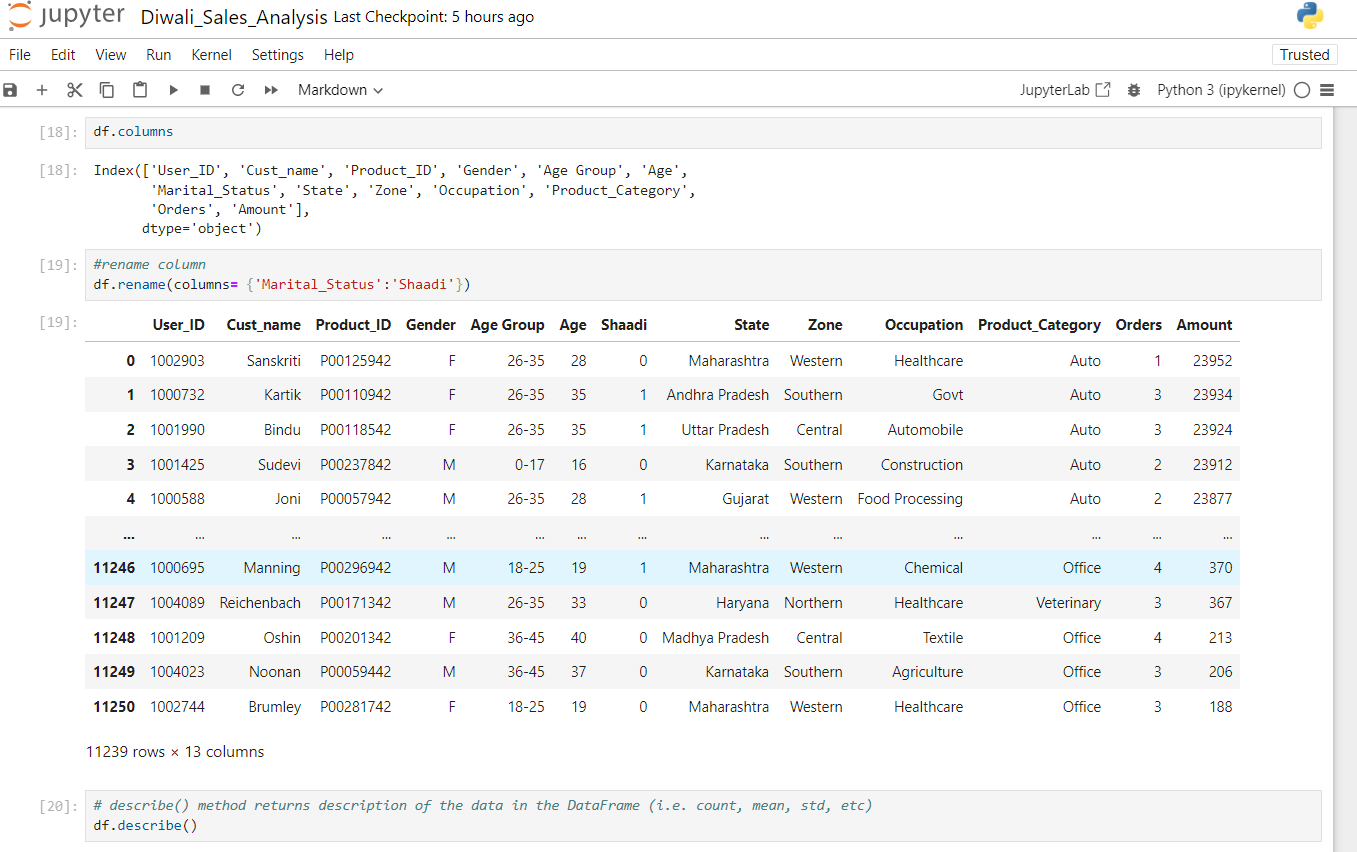 jupyter Diwali_Sales_Analysis Last Checkpoint: 5 hours ago
File Edit View Run Kernel Settings Help Trusted
Markdown JupyterLab Python 3 (ipykernel)
[18]: df.columns
[18]: Index(['User_ID', 'Cust_name', 'Product_ID', 'Gender', 'Age Group', 'Age',
'Marital_Status', 'State', 'Zone', 'Occupation', 'Product_Category',
'Orders', 'Amount'],
dtype='object')
[19]: #rename column
df.rename(columns= {'Marital_Status':'Shaadi'})
[19]: User_ID Cust_name Product_ID Gender Age Group Age Shaadi State Zone Occupation Product_Category Orders Amount
0 1002903 Sanskriti P00125942 F 26-35 28 0 Maharashtra Western Healthcare Auto 1 23952
1 1000732 Kartik P00110942 F 26-35 35 1 Andhra Pradesh Southern Govt Auto 3 23934
2 1001990 Bindu P00118542 F 26-35 35 1 Uttar Pradesh Central Automobile Auto 3 23924
3 1001425 Sudevi P00237842 M 0-17 16 0 Karnataka Southern Construction Auto 2 23912
4 1000588 Joni P00057942 M 26-35 28 1 Gujarat Western Food Processing Auto 2 23877
... ... ... ... ... ... ... ... ... ... ... ... ... ...
11246 1000695 Manning P00296942 M 18-25 19 1 Maharashtra Western Chemical Office 4 370
11247 1004089 Reichenbach P00171342 M 26-35 33 0 Haryana Northern Healthcare Veterinary 3 367
11248 1001209 Oshin P00201342 F 36-45 40 0 Madhya Pradesh Central Textile Office 4 213
11249 1004023 Noonan P00059442 M 36-45 37 0 Karnataka Southern Agriculture Office 3 206
11250 1002744 Brumley P00281742 F 18-25 19 0 Maharashtra Western Healthcare Office 3 188
11239 rows × 13 columns
[20]: # describe() method returns description of the data in the DataFrame (i.e. count, mean, std, etc)
df.describe()